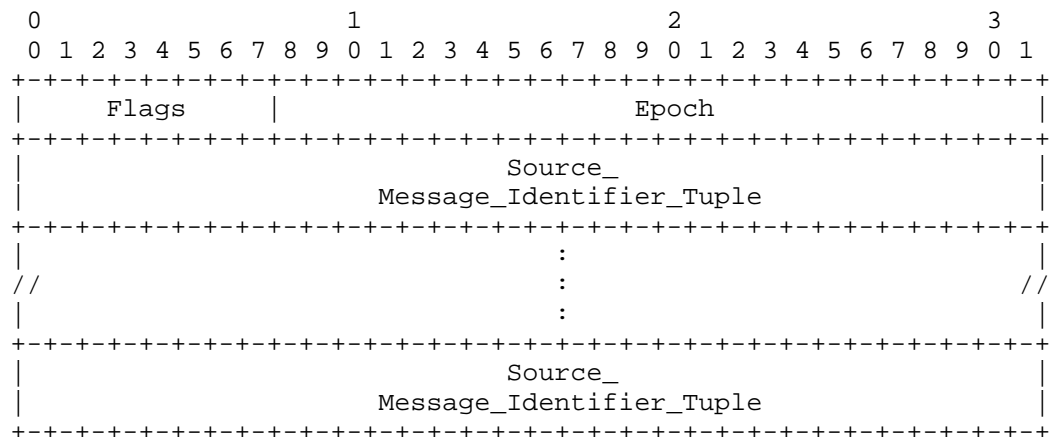 0                   1                   2                   3
 0 1 2 3 4 5 6 7 8 9 0 1 2 3 4 5 6 7 8 9 0 1 2 3 4 5 6 7 8 9 0 1
+-+-+-+-+-+-+-+-+-+-+-+-+-+-+-+-+-+-+-+-+-+-+-+-+-+-+-+-+-+-+-+-+
|     Flags     |                      Epoch                    |
+-+-+-+-+-+-+-+-+-+-+-+-+-+-+-+-+-+-+-+-+-+-+-+-+-+-+-+-+-+-+-+-+
|                              Source_                          |
|                      Message_Identifier_Tuple                 |
+-+-+-+-+-+-+-+-+-+-+-+-+-+-+-+-+-+-+-+-+-+-+-+-+-+-+-+-+-+-+-+-+
|                                 :                             |
//                                :                            //
|                                 :                             |
+-+-+-+-+-+-+-+-+-+-+-+-+-+-+-+-+-+-+-+-+-+-+-+-+-+-+-+-+-+-+-+-+
|                              Source_                          |
|                      Message_Identifier_Tuple                 |
+-+-+-+-+-+-+-+-+-+-+-+-+-+-+-+-+-+-+-+-+-+-+-+-+-+-+-+-+-+-+-+-+